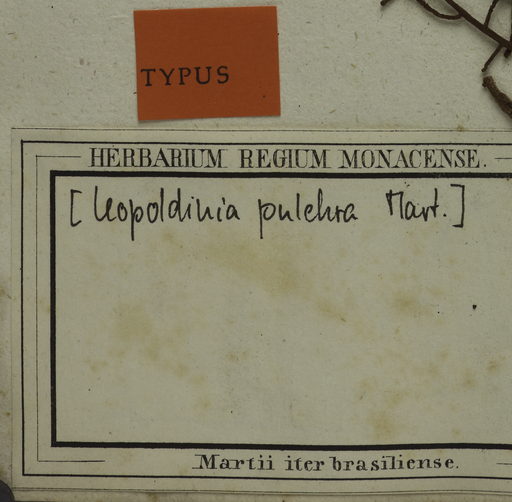 TYPUS
HERBARIUM REGIUM MONACENSE.
[Leopoldinia pulchra Mart.]
Martii iter brasiliense.